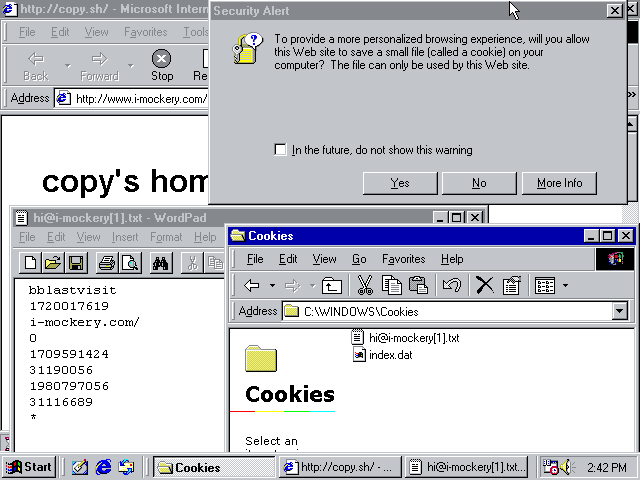 http://copy.sh/ - Microsoft Intern
File Edit View
Back Forward Stop
Address http://www.i-mockery.com/
copy's hom
Security Alert
To provide a more personalized browsing experience, will you allow
this Web site to save a small file (called a cookie) on your
computer? The file can only be used by this Web site.
In the future, do not show this warning
Yes No More Info
hi@i-mockery[1].txt - WordPad
File Edit View Insert Format Help
bblastvisit
1720017619
i-mockery.com/
0
1709591424
31190056
1980797056
31116689
*
Cookies
File Edit View Go Favorites Help
Address C:\WINDOWS\Cookies
Cookies
Select an
hi@i-mockery[1].txt
index.dat
Start Cookies http://copy.sh/ - ... hi@i-mockery[1].txt... 2:42 PM